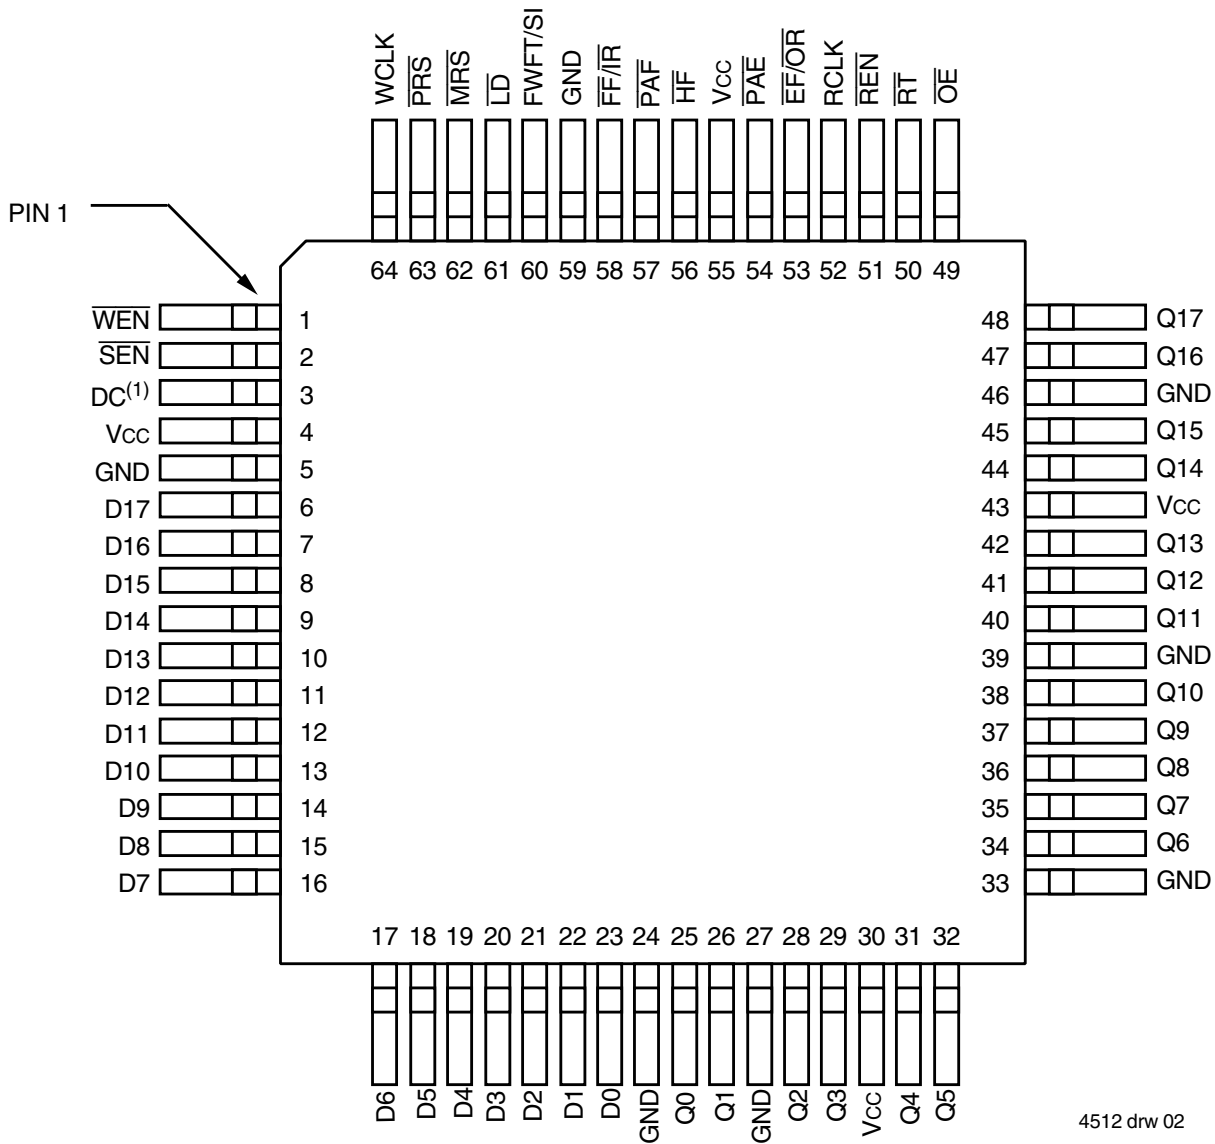 WCLK
PRS
MRS
LD
FWFT/SI
GND
FF/IR
PAF
HF
VCC
PAE
EF/OR
RCLK
REN
RT
OE
PIN 1
64 63 62 61 60 59 58 57 56 55 54 53 52 51 50 49
WEN 1 48 Q17
SEN 2 47 Q16
DC(1) 3 46 GND
VCC 4 45 Q15
GND 5 44 Q14
D17 6 43 VCC
D16 7 42 Q13
D15 8 41 Q12
D14 9 40 Q11
D13 10 39 GND
D12 11 38 Q10
D11 12 37 Q9
D10 13 36 Q8
D9 14 35 Q7
D8 15 34 Q6
D7 16 33 GND
17 18 19 20 21 22 23 24 25 26 27 28 29 30 31 32
D6
D5
D4
D3
D2
D1
D0
GND
Q0
Q1
GND
Q2
Q3
VCC
Q4
Q5
4512 drw 02